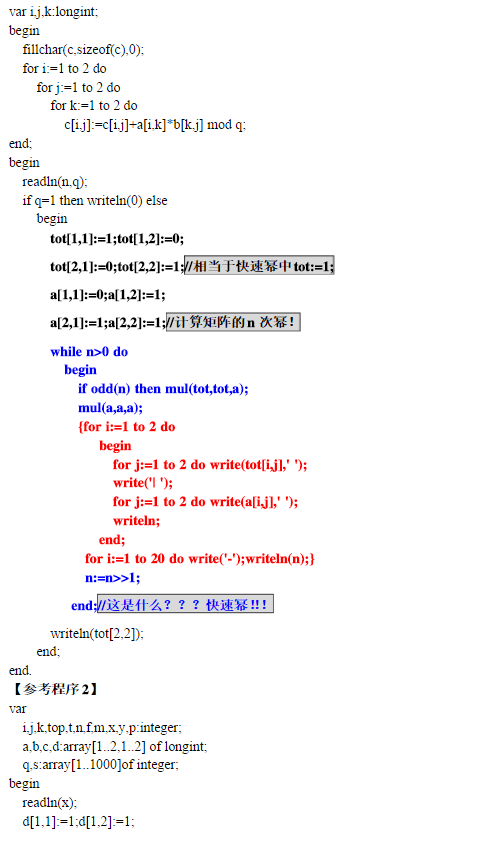 var i,j,k:longint;
begin
fillchar(c,sizeof(c),0);
for i:=1 to 2 do
for j:=1 to 2 do
for k:=1 to 2 do
c[i,j]:=c[i,j]+a[i,k]*b[k,j] mod q;
end;
begin
readln(n,q);
if q=1 then writeln(0) else
begin
tot[1,1]:=1;tot[1,2]:=0;
tot[2,1]:=0;tot[2,2]:=1;//相当于快速幂中tot:=1;
a[1,1]:=0;a[1,2]:=1;
a[2,1]:=1;a[2,2]:=1;//计算矩阵的n 次幂!
while n>0 do
begin
if odd(n) then mul(tot,tot,a);
mul(a,a,a);
{for i:=1 to 2 do
begin
for j:=1 to 2 do write(tot[i,j],' ');
write('| ');
for j:=1 to 2 do write(a[i,j],' ');
writeln;
end;
for i:=1 to 20 do write('-');writeln(n);}
n:=n>>1;
end;//这是什么？？？快速幂!!!
writeln(tot[2,2]);
end;
end.
【参考程序2】
var
i,j,k,top,t,n,f,m,x,y,p:integer;
a,b,c,d:array[1..2,1..2] of longint;
q,s:array[1..1000]of integer;
begin
readln(x);
d[1,1]:=1;d[1,2]:=1;